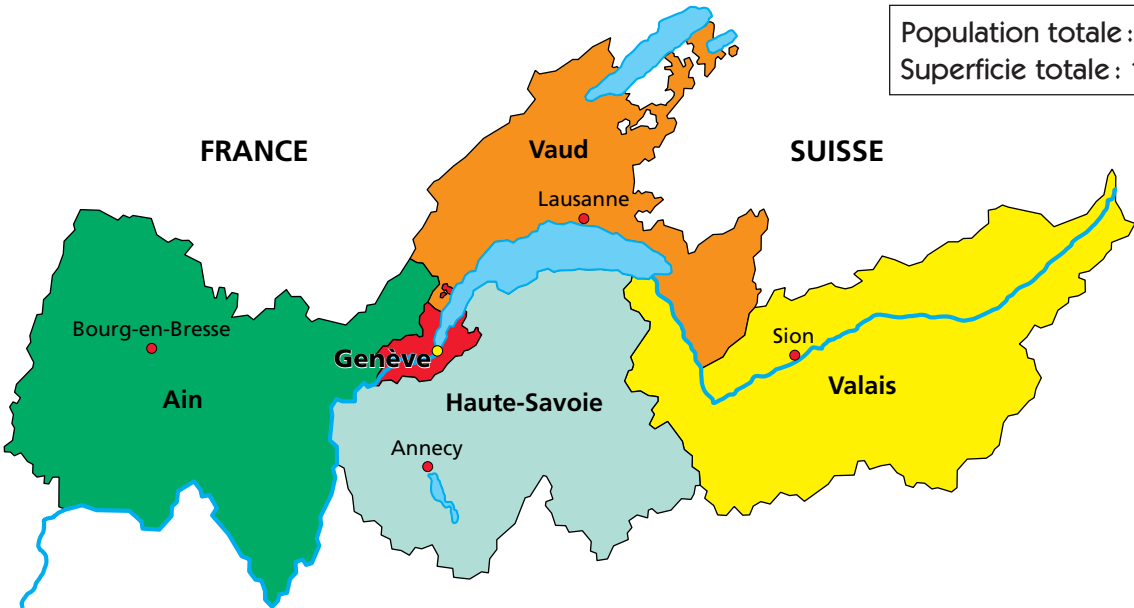 Population totale :
Superficie totale :
FRANCE
Vaud
SUISSE
Lausanne
Bourg-en-Bresse
Genève
Sion
Ain
Haute-Savoie
Valais
Annecy